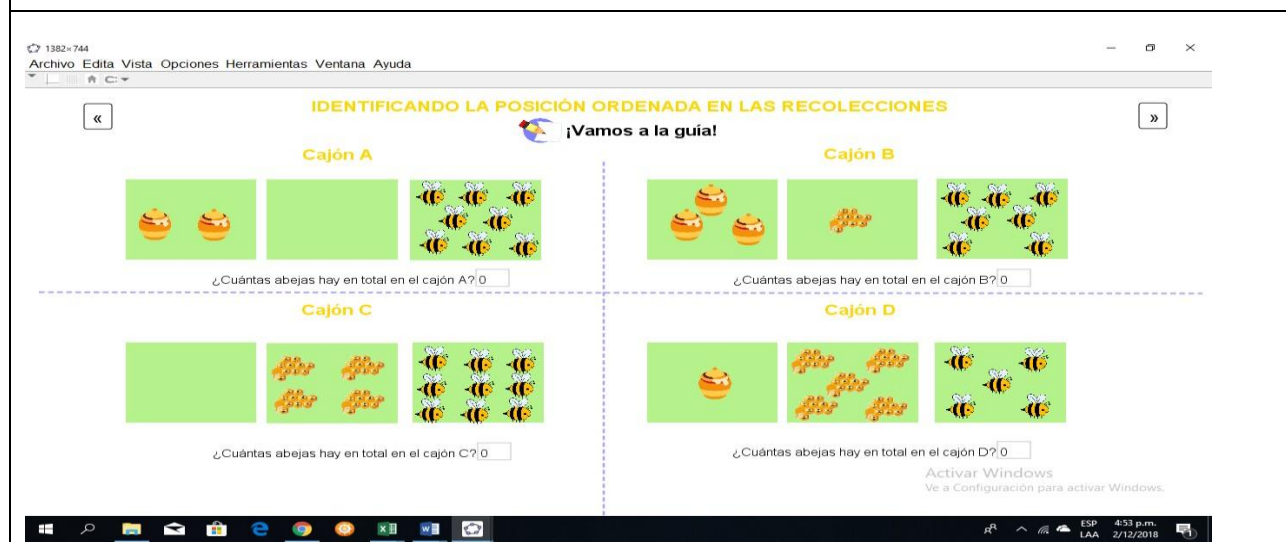 1382×744
Archivo Edita Vista Opciones Herramientas Ventana Ayuda
«
IDENTIFICANDO LA POSICIÓN ORDENADA EN LAS RECOLECCIONES
»
¡Vamos a la guía!
Cajón A
Cajón B
¿Cuántas abejas hay en total en el cajón A? 0
¿Cuántas abejas hay en total en el cajón B? 0
Cajón C
Cajón D
¿Cuántas abejas hay en total en el cajón C? 0
¿Cuántas abejas hay en total en el cajón D? 0
Activar Windows
Ve a Configuración para activar Windows.
ESP 4:53 p.m.
LAA 2/12/2018